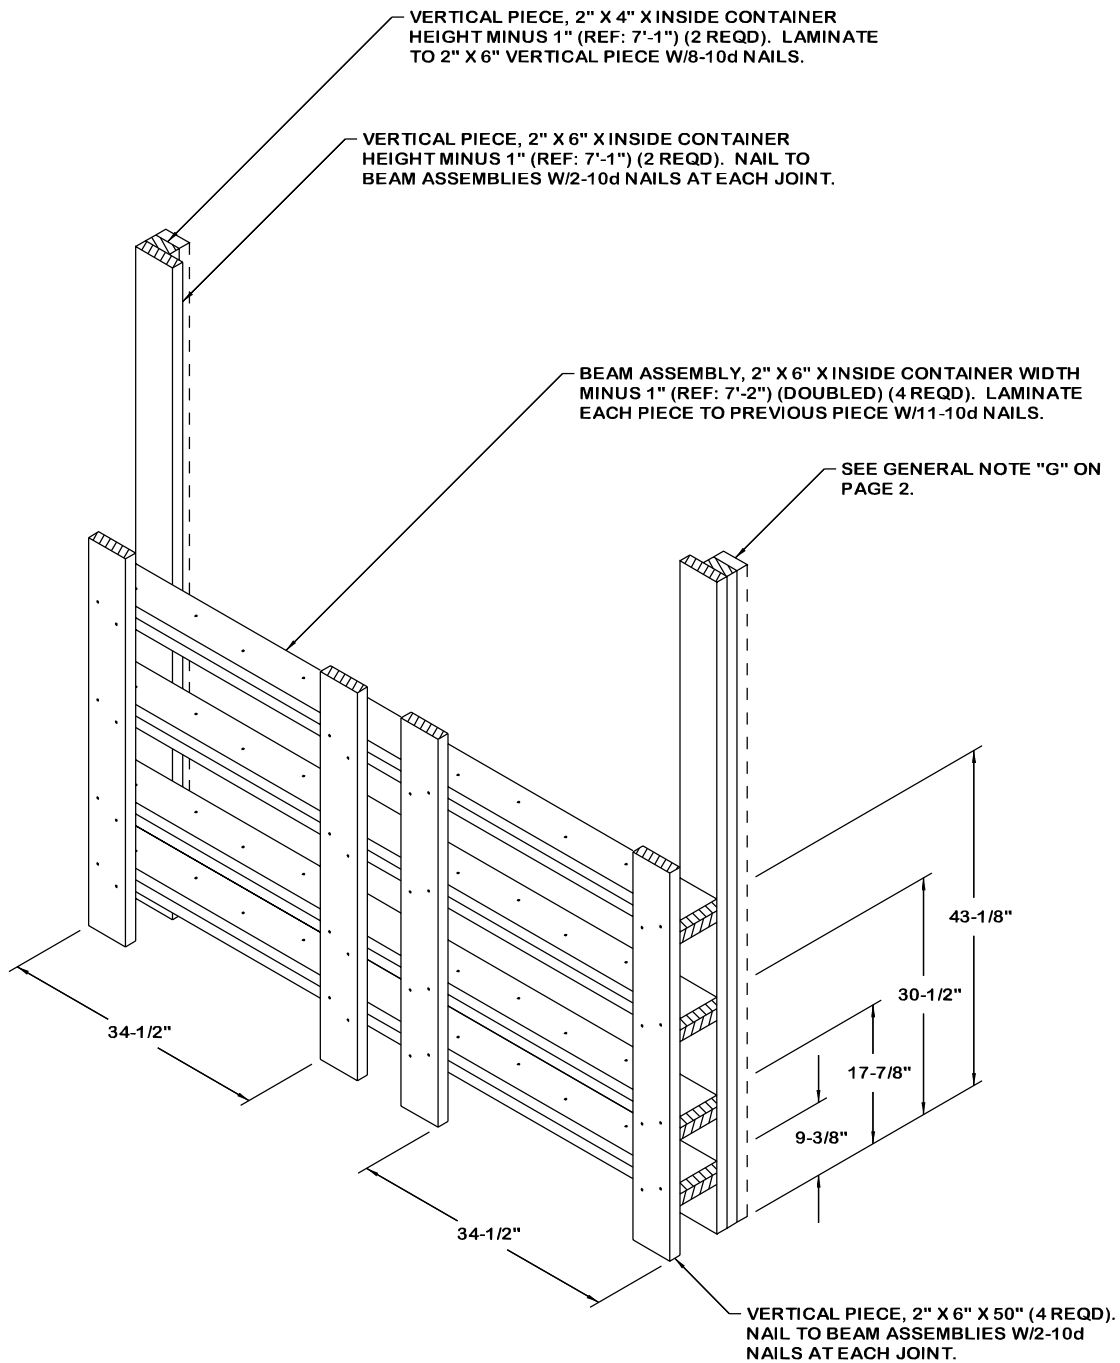 VERTICAL PIECE, 2" X 4" X INSIDE CONTAINER
HEIGHT MINUS 1" (REF: 7'-1") (2 REQD).  LAMINATE
TO 2" X 6" VERTICAL PIECE W/8-10d NAILS.
VERTICAL PIECE, 2" X 6" X INSIDE CONTAINER
HEIGHT MINUS 1" (REF: 7'-1") (2 REQD).  NAIL TO
BEAM ASSEMBLIES W/2-10d NAILS AT EACH JOINT.
BEAM ASSEMBLY, 2" X 6" X INSIDE CONTAINER WIDTH
MINUS 1" (REF: 7'-2") (DOUBLED) (4 REQD).  LAMINATE
EACH PIECE TO PREVIOUS PIECE W/11-10d NAILS.
SEE GENERAL NOTE "G" ON
PAGE 2.
43-1/8"
30-1/2"
17-7/8"
9-3/8"
34-1/2"
34-1/2"
VERTICAL PIECE, 2" X 6" X 50" (4 REQD).
NAIL TO BEAM ASSEMBLIES W/2-10d
NAILS AT EACH JOINT.